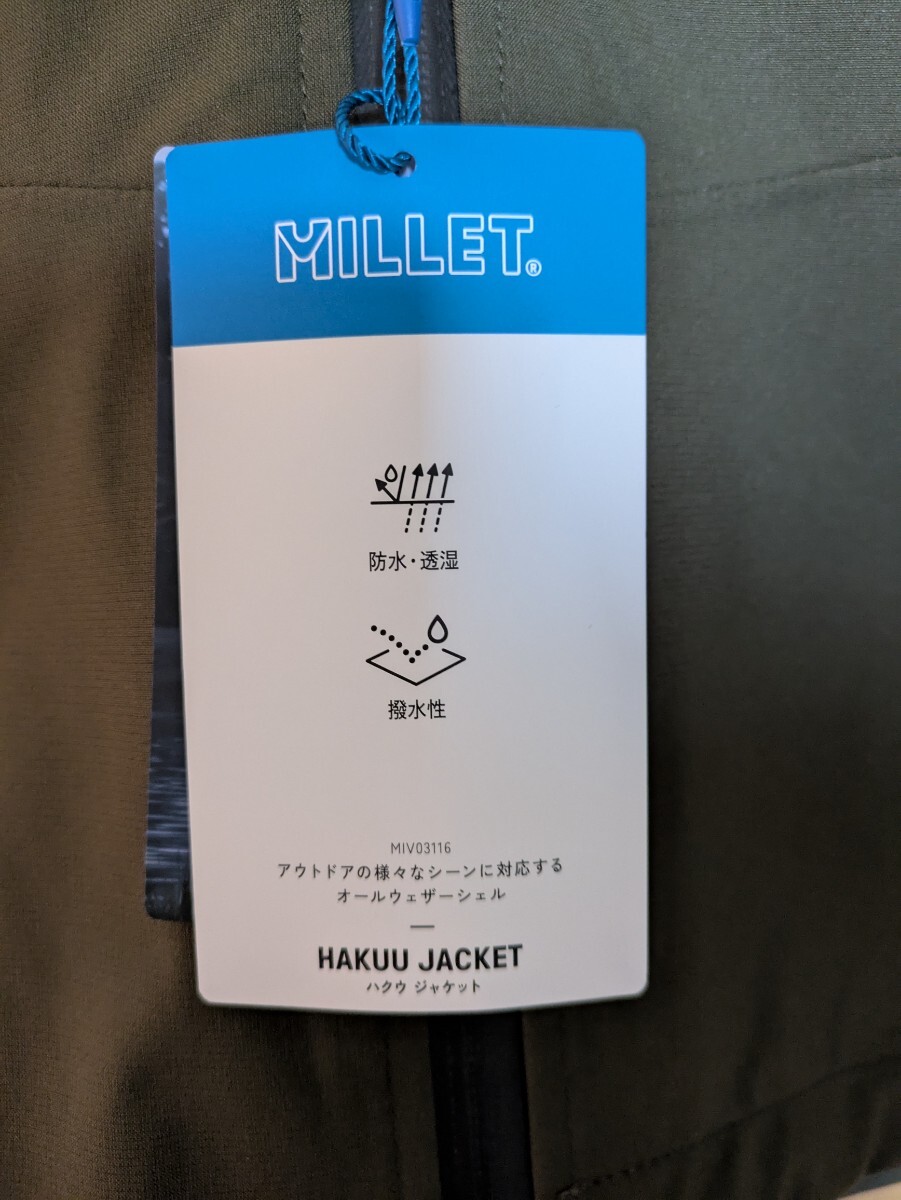 MILLET®
防水・透湿
撥水性
MIV03116
アウトドアの様々なシーンに対応する
オールウェザーシェル
HAKUU JACKET
ハクウ ジャケット